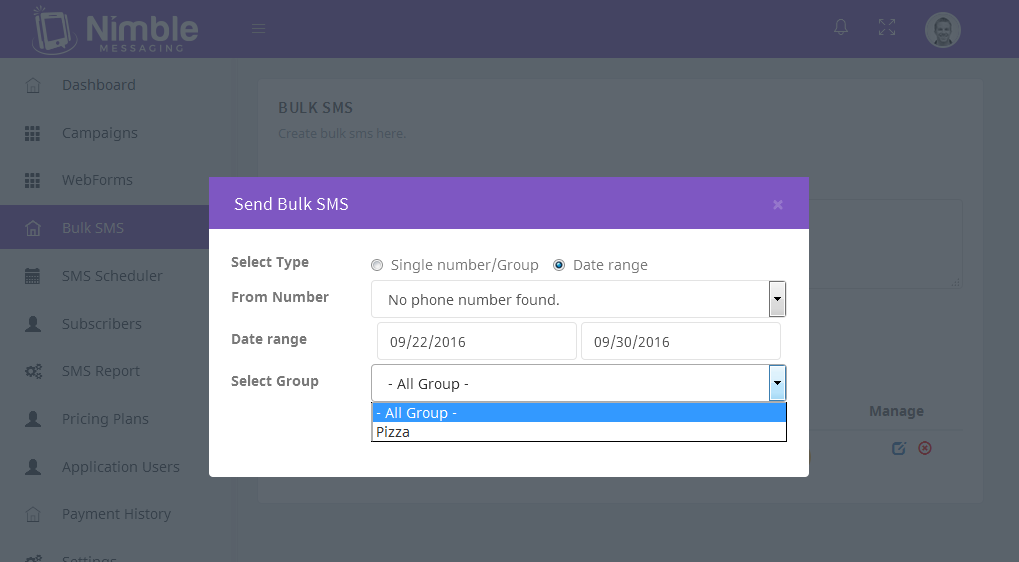 Nimble
MESSAGING
Dashboard
Campaigns
WebForms
Bulk SMS
SMS Scheduler
Subscribers
SMS Report
Pricing Plans
Application Users
Payment History
Settings
BULK SMS
Create bulk sms here.
Send Bulk SMS ×
Select Type Single number/Group Date range
From Number No phone number found.
Date range 09/22/2016 09/30/2016
Select Group - All Group -
- All Group -
Pizza
Manage